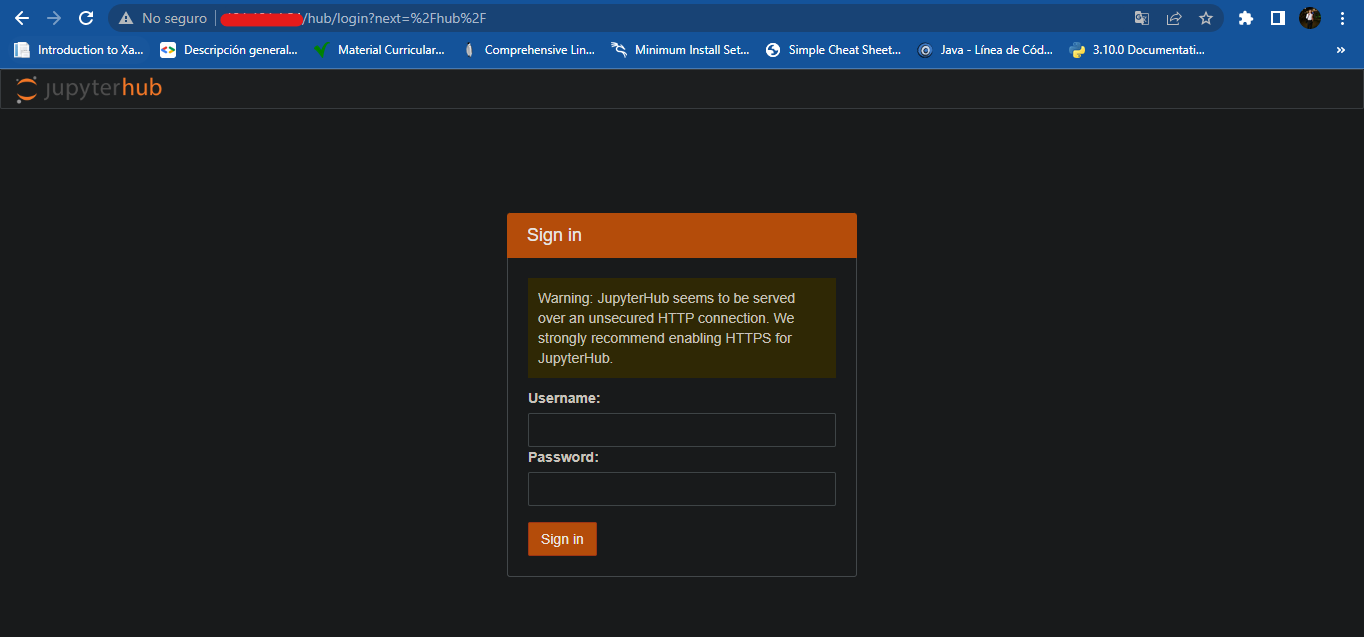 No seguro
/hub/login?next=%2Fhub%2F
Introduction to Xa...
Descripción general...
Material Curricular...
Comprehensive Lin...
Minimum Install Set...
Simple Cheat Sheet...
Java - Línea de Cód...
3.10.0 Documentati...
»
jupyterhub
Sign in
Warning: JupyterHub seems to be served
over an unsecured HTTP connection. We
strongly recommend enabling HTTPS for
JupyterHub.
Username:
Password:
Sign in